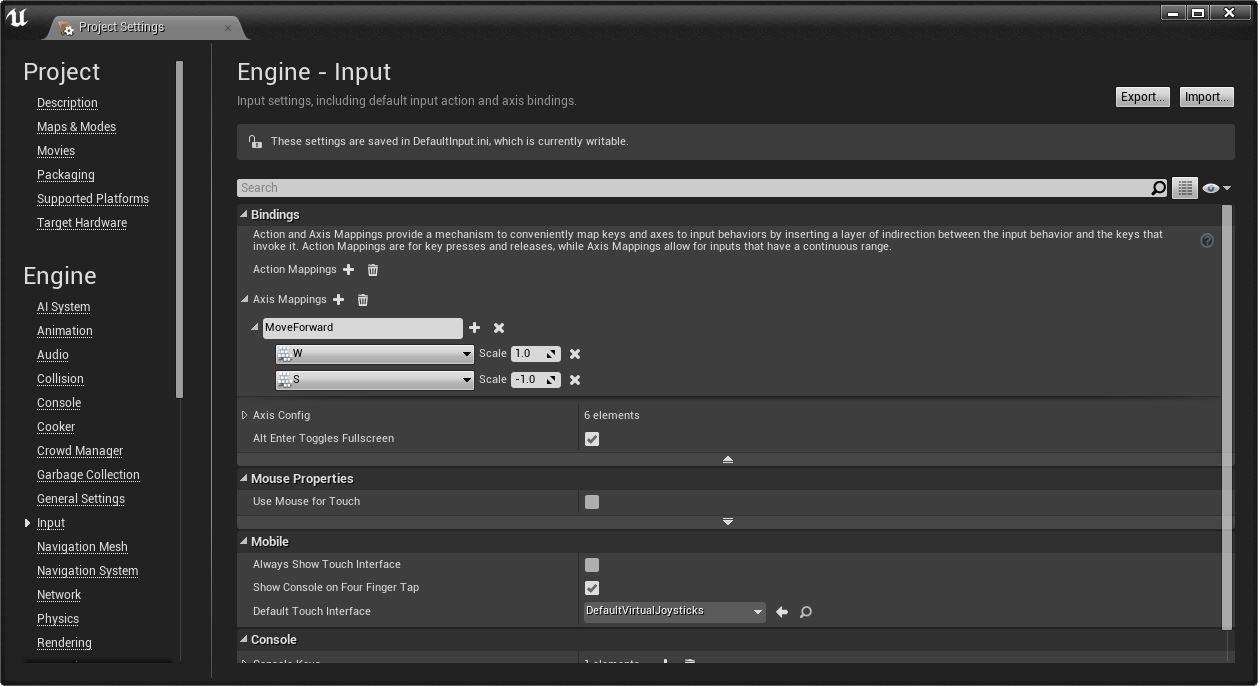 Project Settings
Project
Description
Maps & Modes
Movies
Packaging
Supported Platforms
Target Hardware
Engine
AI System
Animation
Audio
Collision
Console
Cooker
Crowd Manager
Garbage Collection
General Settings
Input
Navigation Mesh
Navigation System
Network
Physics
Rendering
Engine - Input
Input settings, including default input action and axis bindings.
Export...
Import...
These settings are saved in DefaultInput.ini, which is currently writable.
Search
Bindings
Action and Axis Mappings provide a mechanism to conveniently map keys and axes to input behaviors by inserting a layer of indirection between the input behavior and the keys that
invoke it. Action Mappings are for key presses and releases, while Axis Mappings allow for inputs that have a continuous range.
Action Mappings
Axis Mappings
MoveForward
W Scale 1.0
S Scale -1.0
Axis Config 6 elements
Alt Enter Toggles Fullscreen
Mouse Properties
Use Mouse for Touch
Mobile
Always Show Touch Interface
Show Console on Four Finger Tap
Default Touch Interface DefaultVirtualJoysticks
Console
Console Keys 1 elements